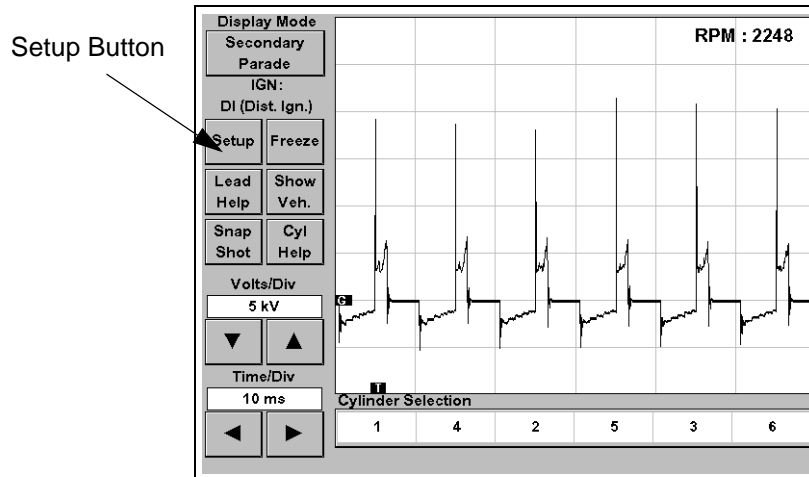 Setup Button
Display Mode
Secondary
Parade
IGN:
DI (Dist. Ign.)
Setup
Freeze
Lead
Help
Show
Veh.
Snap
Shot
Cyl
Help
Volts/Div
5 kV
Time/Div
10 ms
RPM : 2248
G
T
Cylinder Selection
1 4 2 5 3 6